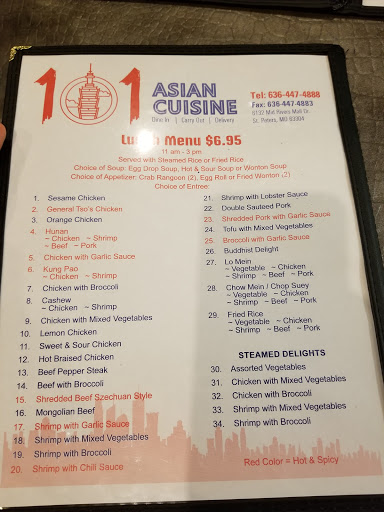 101 ASIAN CUISINE
Dine In | Carry Out | Delivery
Tel: 636-447-4888
Fax: 636-447-4883
6132 Mid Rivers Mall Dr.
St. Peters, MO 63304
Lunch Menu $6.95
11 am - 3 pm
Served with Steamed Rice or Fried Rice
Choice of Soup: Egg Drop Soup, Hot & Sour Soup or Wonton Soup
Choice of Appetizer: Crab Rangoon (2), Egg Roll or Fried Wonton (2)
Choice of Entree:
1. Sesame Chicken
2. General Tso's Chicken
3. Orange Chicken
4. Hunan
~ Chicken ~ Shrimp
~ Beef ~ Pork
5. Chicken with Garlic Sauce
6. Kung Pao
~ Chicken ~ Shrimp
7. Chicken with Broccoli
8. Cashew
~ Chicken ~ Shrimp
9. Chicken with Mixed Vegetables
10. Lemon Chicken
11. Sweet & Sour Chicken
12. Hot Braised Chicken
13. Beef Pepper Steak
14. Beef with Broccoli
15. Shredded Beef Szechuan Style
16. Mongolian Beef
17. Shrimp with Garlic Sauce
18. Shrimp with Mixed Vegetables
19. Shrimp with Broccoli
20. Shrimp with Chili Sauce
21. Shrimp with Lobster Sauce
22. Double Sauteed Pork
23. Shredded Pork with Garlic Sauce
24. Tofu with Mixed Vegetables
25. Broccoli with Garlic Sauce
26. Buddhist Delight
27. Lo Mein
~ Vegetable ~ Chicken
~ Shrimp ~ Beef ~ Pork
28. Chow Mein / Chop Suey
~ Vegetable ~ Chicken
~ Shrimp ~ Beef ~ Pork
29. Fried Rice
~ Vegetable ~ Chicken
~ Shrimp ~ Beef ~ Pork
STEAMED DELIGHTS
30. Assorted Vegetables
31. Chicken with Mixed Vegetables
32. Chicken with Broccoli
33. Shrimp with Mixed Vegetables
34. Shrimp with Broccoli
Red Color = Hot & Spicy